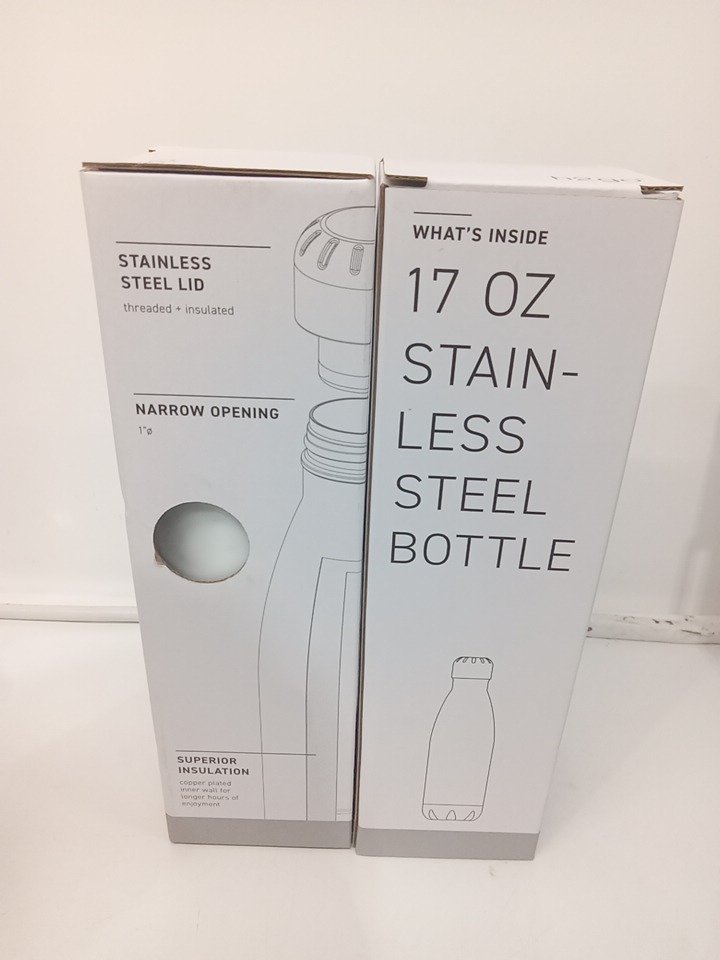 STAINLESS
STEEL LID
threaded + insulated
NARROW OPENING
1"ø
SUPERIOR
INSULATION
copper plated
inner wall for
longer hours of
enjoyment
WHAT'S INSIDE
17 OZ
STAIN-
LESS
STEEL
BOTTLE